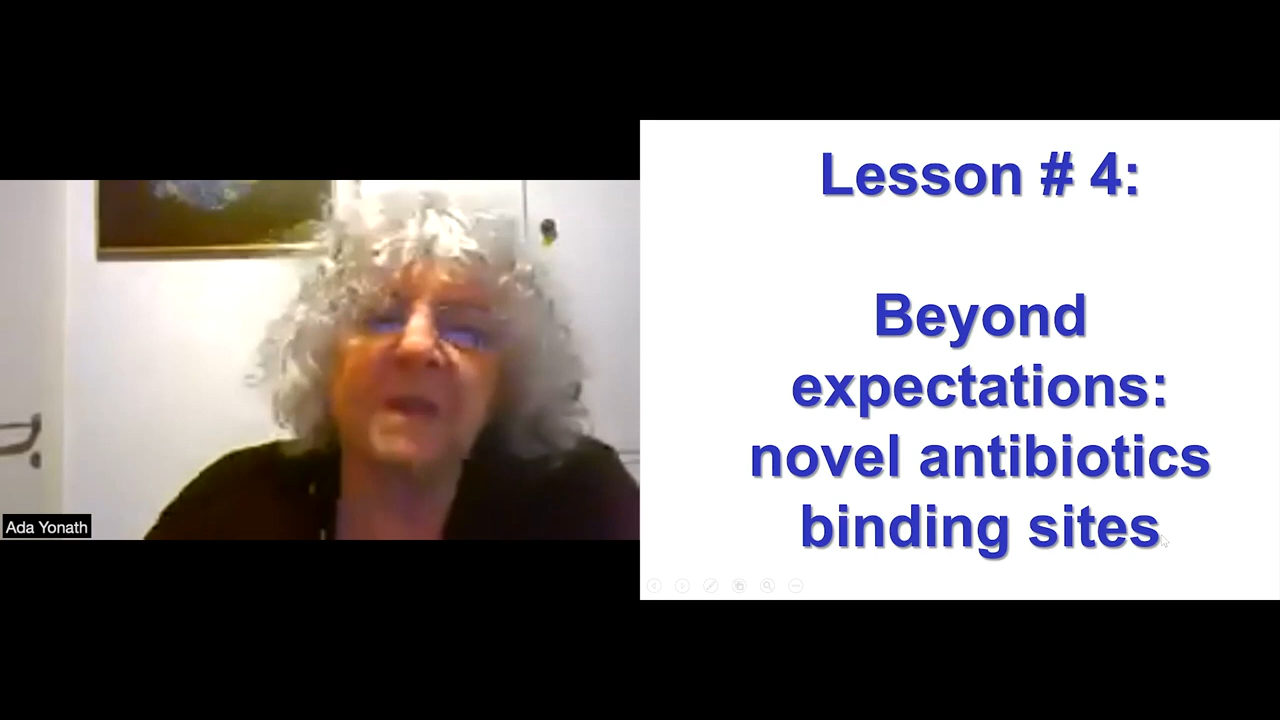 Ada Yonath
Lesson # 4:
Beyond
expectations:
novel antibiotics
binding sites